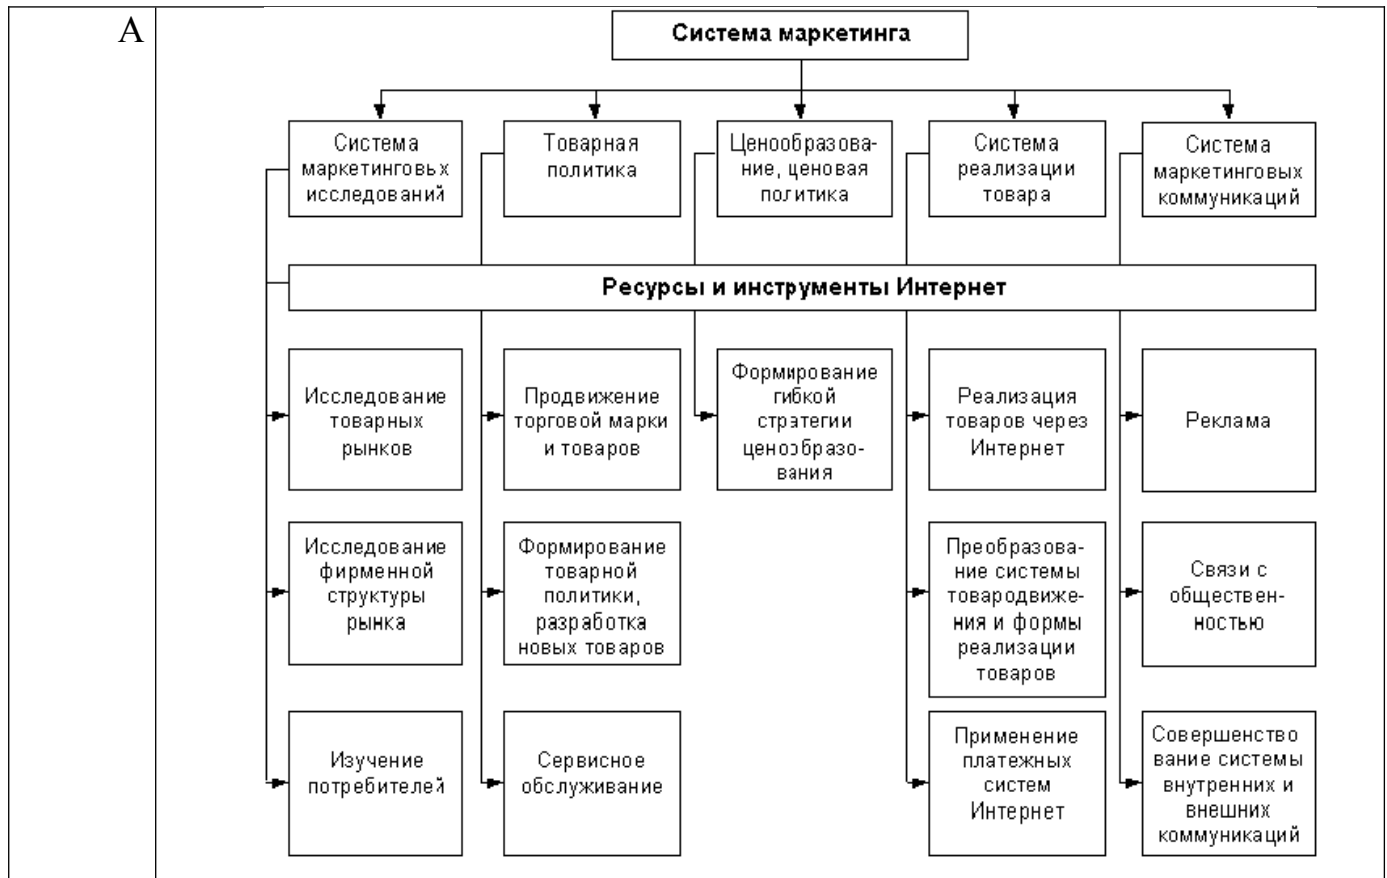 А
Система маркетинга
Система
маркетинговых
исследований
Товарная
политика
Ценообразова-
ние, ценовая
политика
Система
реализации
товара
Система
маркетинговых
коммуникаций
Ресурсы и инструменты Интернет
Исследование
товарных
рынков
Продвижение
торговой марки
и товаров
Формирование
гибкой
стратегии
ценообразо-
вания
Реализация
товаров через
Интернет
Реклама
Исследование
фирменной
структуры
рынка
Формирование
товарной
политики,
разработка
новых товаров
Преобразова-
ние системы
товародвиже-
ния и формы
реализации
товаров
Связи с
обществен-
ностью
Изучение
потребителей
Сервисное
обслуживание
Применение
платежных
систем
Интернет
Совершенство
вание системы
внутренних и
внешних
коммуникаций